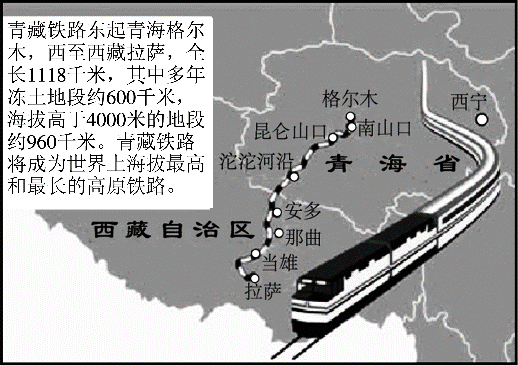 青藏铁路东起青海格尔
木，西至西藏拉萨，全
长1118千米，其中多年
冻土地段约600千米，
海拔高于4000米的地段
约960千米。青藏铁路
将成为世界上海拔最高
和最长的高原铁路。
格尔木
西宁
昆仑山口
南山口
沱沱河沿
青海省
安多
西藏自治区
那曲
当雄
拉萨